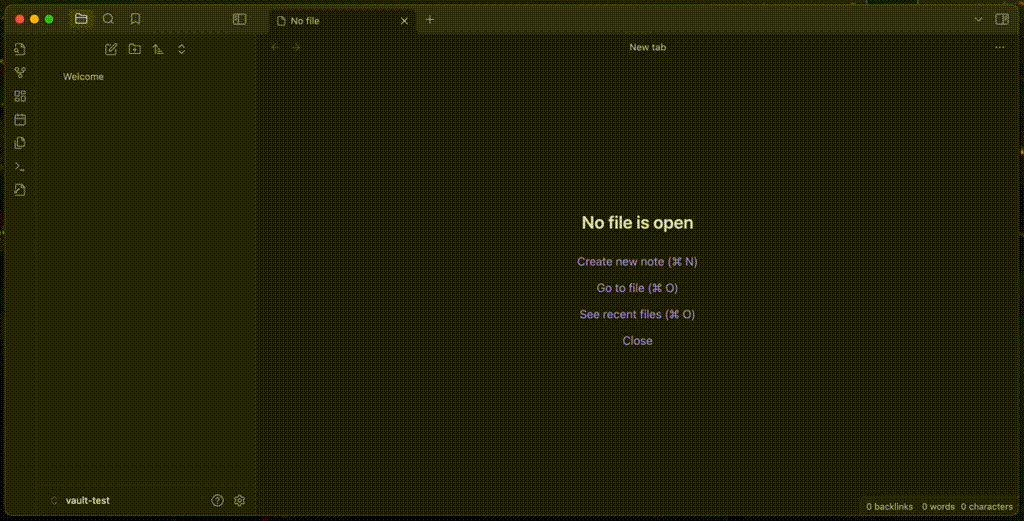 No file
New tab
Welcome
No file is open
Create new note (⌘ N)
Go to file (⌘ O)
See recent files (⌘ O)
Close
vault-test
0 backlinks 0 words 0 characters